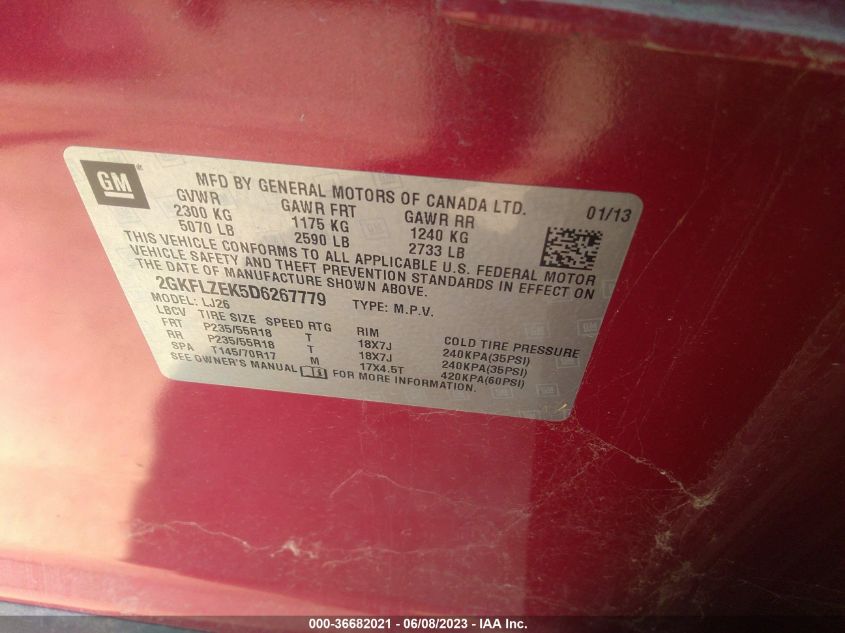 GM
MFD BY GENERAL MOTORS OF CANADA LTD.
01/13
GVWR GAWR FRT GAWR RR
2300 KG 1175 KG 1240 KG
5070 LB 2590 LB 2733 LB
THIS VEHICLE CONFORMS TO ALL APPLICABLE U.S. FEDERAL MOTOR
VEHICLE SAFETY AND THEFT PREVENTION STANDARDS IN EFFECT ON
THE DATE OF MANUFACTURE SHOWN ABOVE.
2GKFLZEK5D6267779 TYPE: M.P.V.
MODEL: LJ26
LBCV TIRE SIZE SPEED RTG RIM COLD TIRE PRESSURE
FRT P235/55R18 T 18X7J 240KPA(35PSI)
RR P235/55R18 T 18X7J 240KPA(35PSI)
SPA T145/70R17 M 17X4.5T 420KPA(60PSI)
SEE OWNER'S MANUAL FOR MORE INFORMATION.
000-36682021 - 06/08/2023 - IAA Inc.